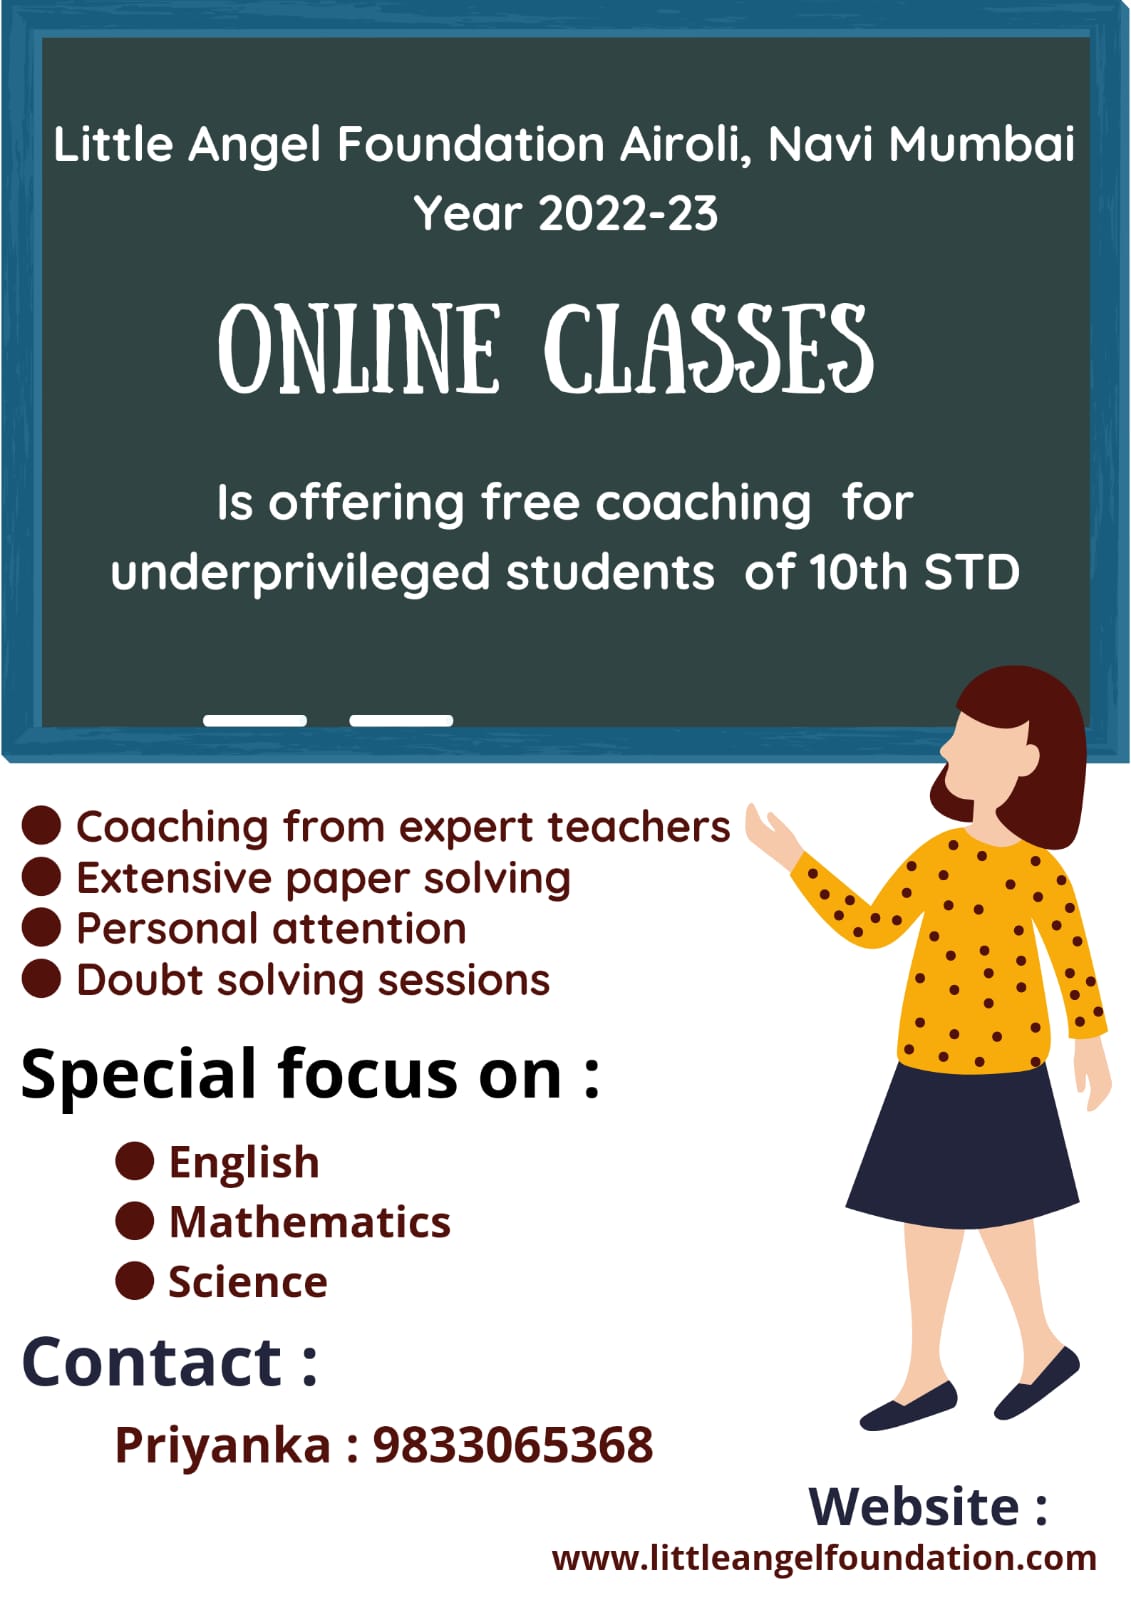 Little Angel Foundation Airoli, Navi Mumbai
Year 2022-23
ONLINE CLASSES
Is offering free coaching for
underprivileged students of 10th STD
● Coaching from expert teachers
● Extensive paper solving
● Personal attention
● Doubt solving sessions
Special focus on :
● English
● Mathematics
● Science
Contact :
Priyanka : 9833065368
Website :
www.littleangelfoundation.com